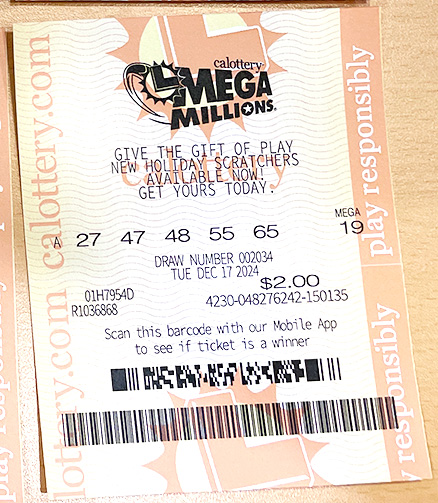 calottery
MEGA
MILLIONS
GIVE THE GIFT OF PLAY
NEW HOLIDAY SCRATCHERS
AVAILABLE NOW!
GET YOURS TODAY.
MEGA
A 27 47 48 55 65 19
DRAW NUMBER 002034
TUE DEC 17 2024
$2.00
01H7954D 4230-048276242-150135
R1036868
Scan this barcode with our Mobile App
to see if ticket is a winner
calottery.com
play responsibly
play responsibly